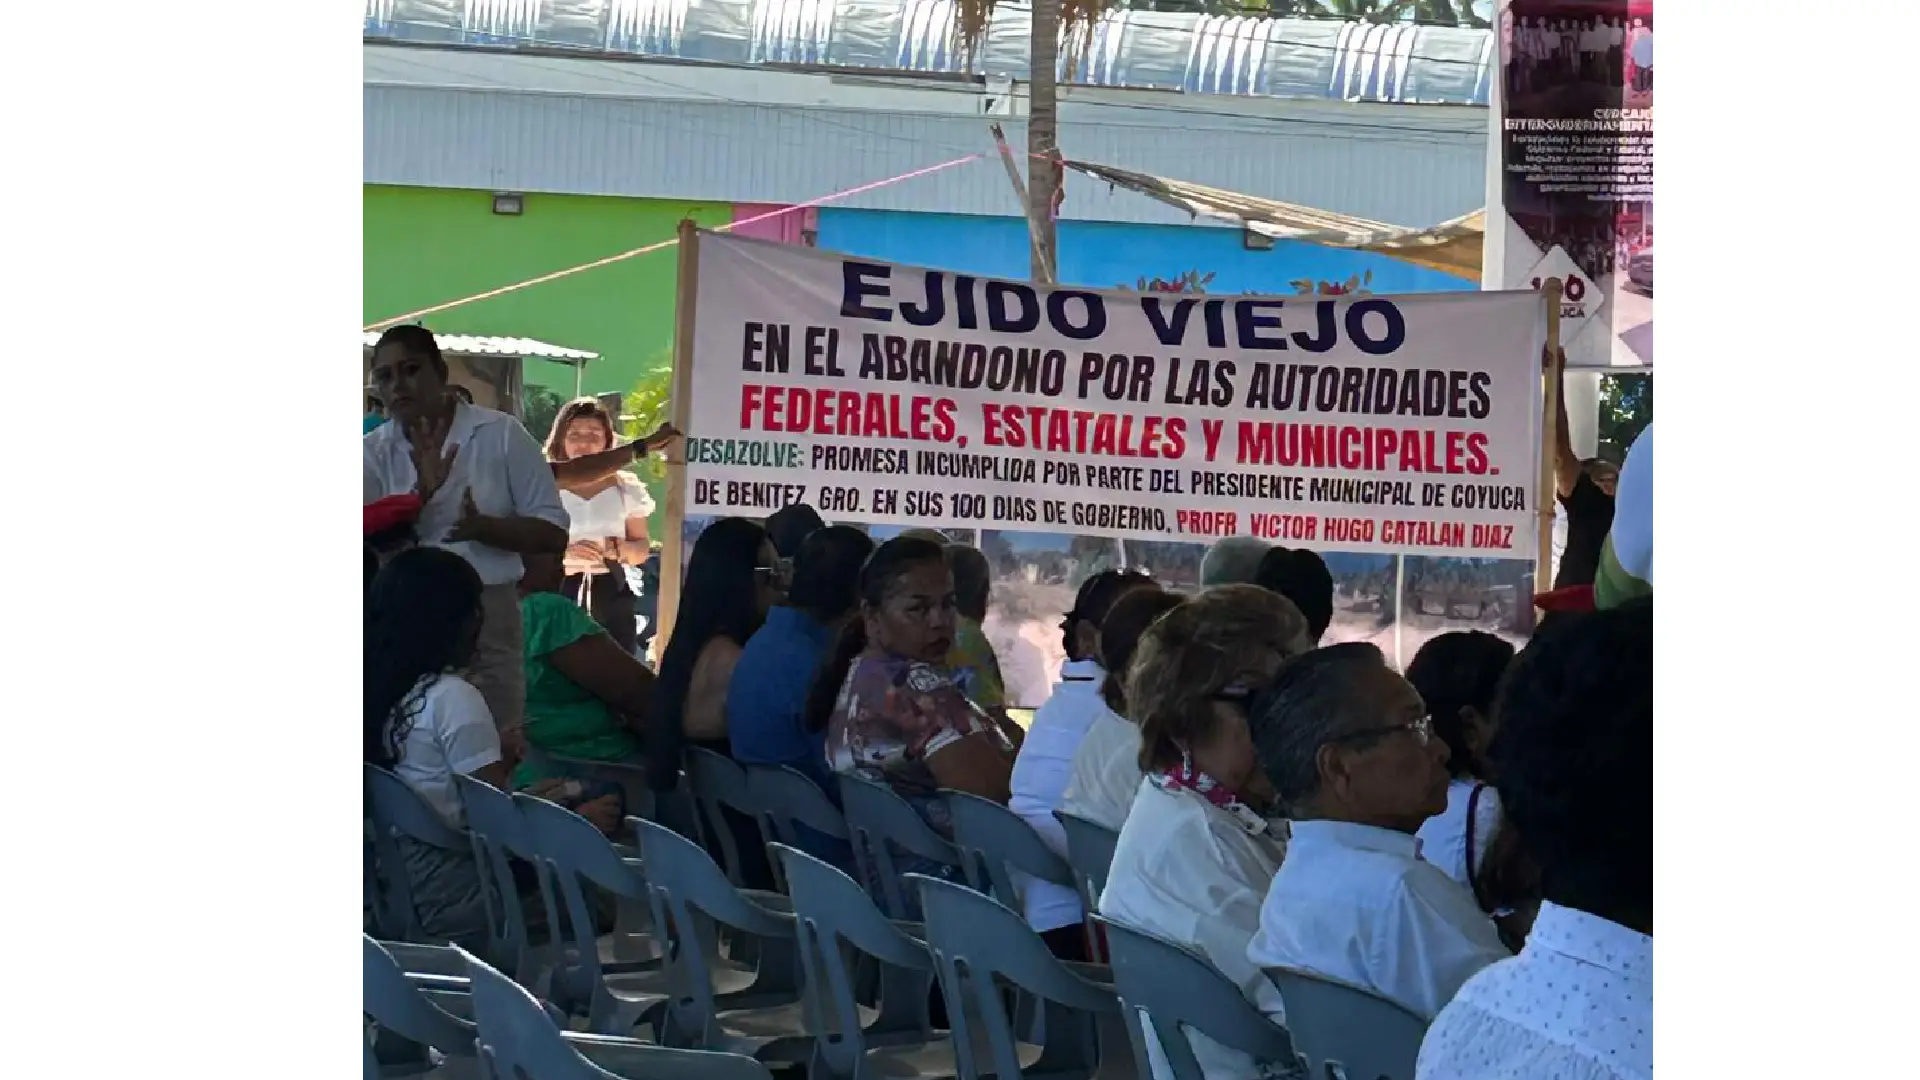 EJIDO VIEJO
EN EL ABANDONO POR LAS AUTORIDADES
FEDERALES, ESTATALES Y MUNICIPALES.
DESAZOLVE: PROMESA INCUMPLIDA POR PARTE DEL PRESIDENTE MUNICIPAL DE COYUCA
DE BENITEZ, GRO. EN SUS 100 DIAS DE GOBIERNO, PROFR VICTOR HUGO CATALAN DIAZ